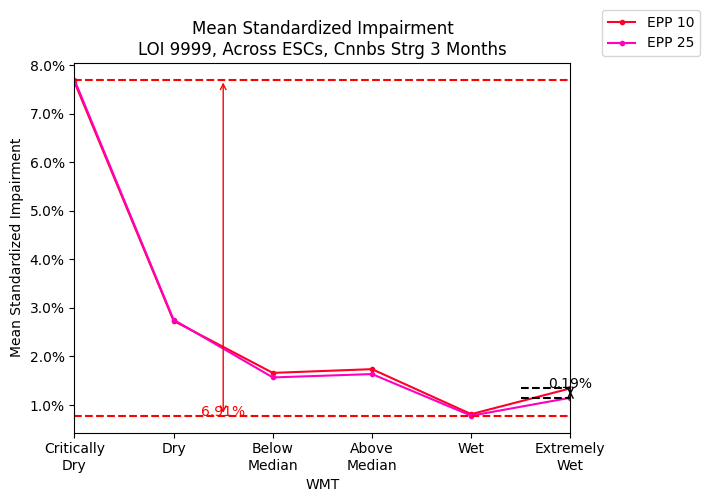 Mean Standardized Impairment
LOI 9999, Across ESCs, Cnnbs Strg 3 Months
EPP 10
EPP 25
Mean Standardized Impairment
8.0%
7.0%
6.0%
5.0%
4.0%
3.0%
2.0%
1.0%
6.91%
0.19%
Critically
Dry
Dry
Below
Median
Above
Median
Wet
Extremely
Wet
WMT